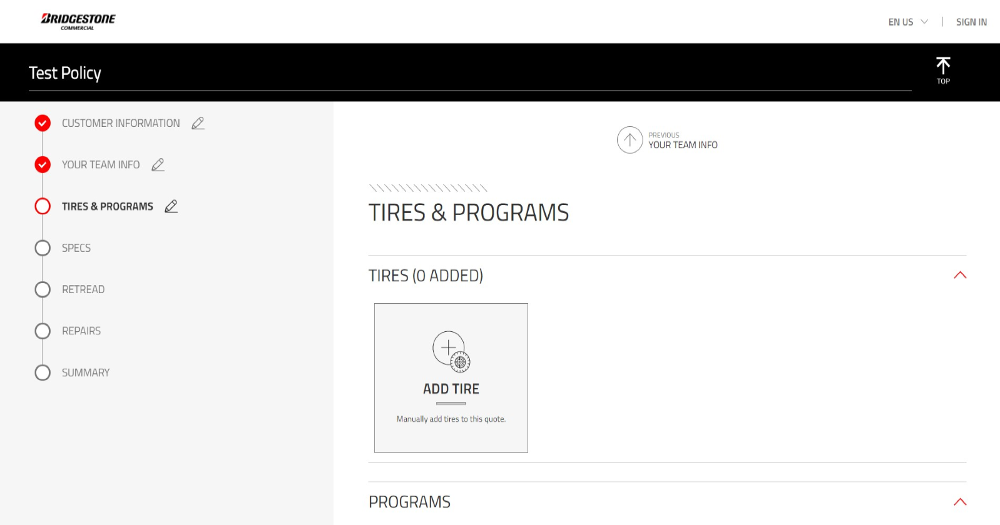 BRIDGESTONE
COMMERCIAL
EN US
SIGN IN
Test Policy
TOP
CUSTOMER INFORMATION
YOUR TEAM INFO
TIRES & PROGRAMS
SPECS
RETREAD
REPAIRS
SUMMARY
PREVIOUS
YOUR TEAM INFO
TIRES & PROGRAMS
TIRES (0 ADDED)
ADD TIRE
Manually add tires to this quote.
PROGRAMS